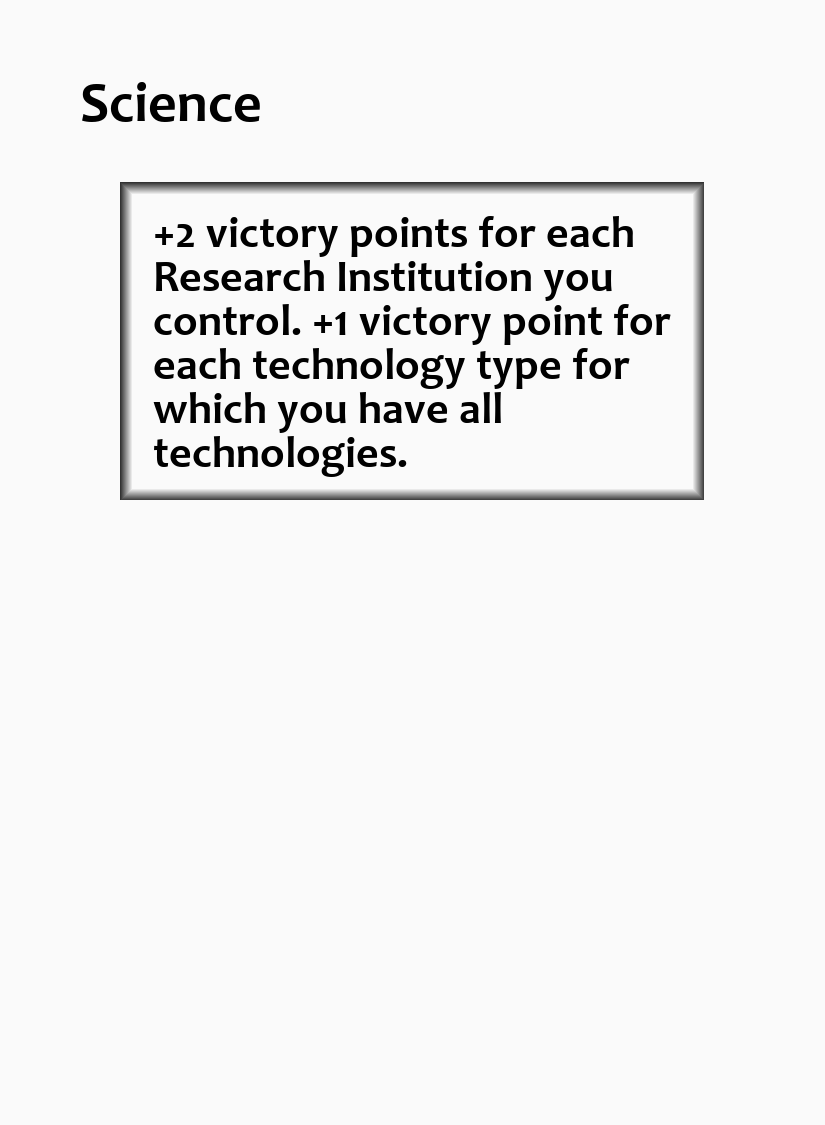 Science
+2 victory points for each
Research Institution you
control. +1 victory point for
each technology type for
which you have all
technologies.